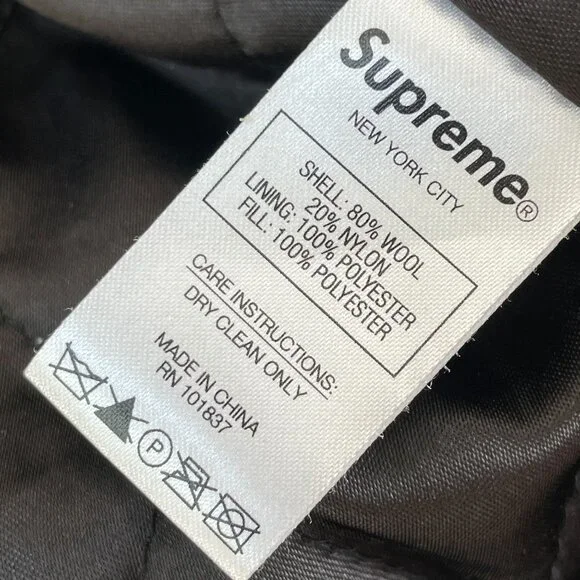 Supreme®
NEW YORK CITY
SHELL: 80% WOOL
20% NYLON
LINING: 100% POLYESTER
FILL: 100% POLYESTER
CARE INSTRUCTIONS:
DRY CLEAN ONLY
MADE IN CHINA
RN 101837
P